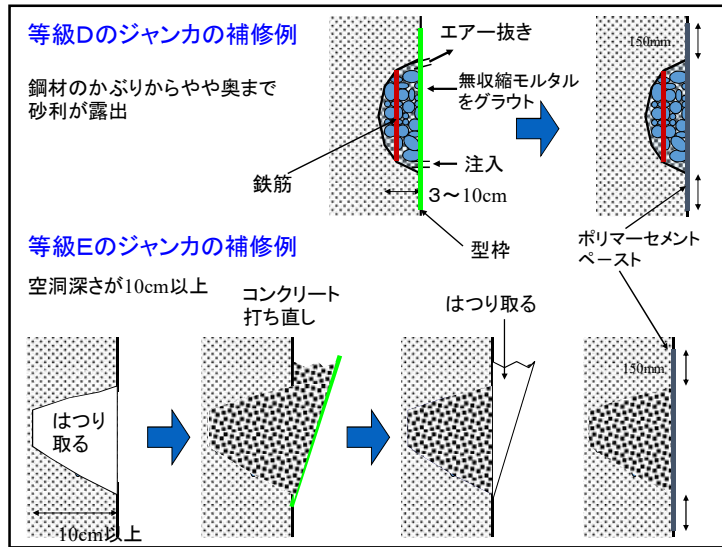 等級Dのジャンカの補修例
鋼材のかぶりからやや奥まで
砂利が露出
エアー抜き
無収縮モルタル
をグラウト
鉄筋
注入
3～10cm
型枠
150mm
ポリマーセメント
ペースト
等級Eのジャンカの補修例
空洞深さが10cm以上
コンクリート
打ち直し
はつり取る
はつり
取る
10cm以上
150mm